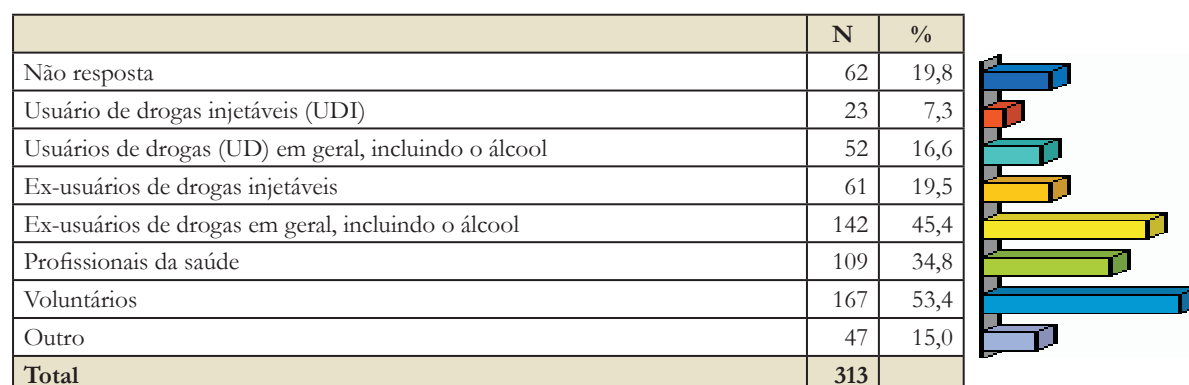 N %
Não resposta 62 19,8
Usuário de drogas injetáveis (UDI) 23 7,3
Usuários de drogas (UD) em geral, incluindo o álcool 52 16,6
Ex-usuários de drogas injetáveis 61 19,5
Ex-usuários de drogas em geral, incluindo o álcool 142 45,4
Profissionais da saúde 109 34,8
Voluntários 167 53,4
Outro 47 15,0
Total 313